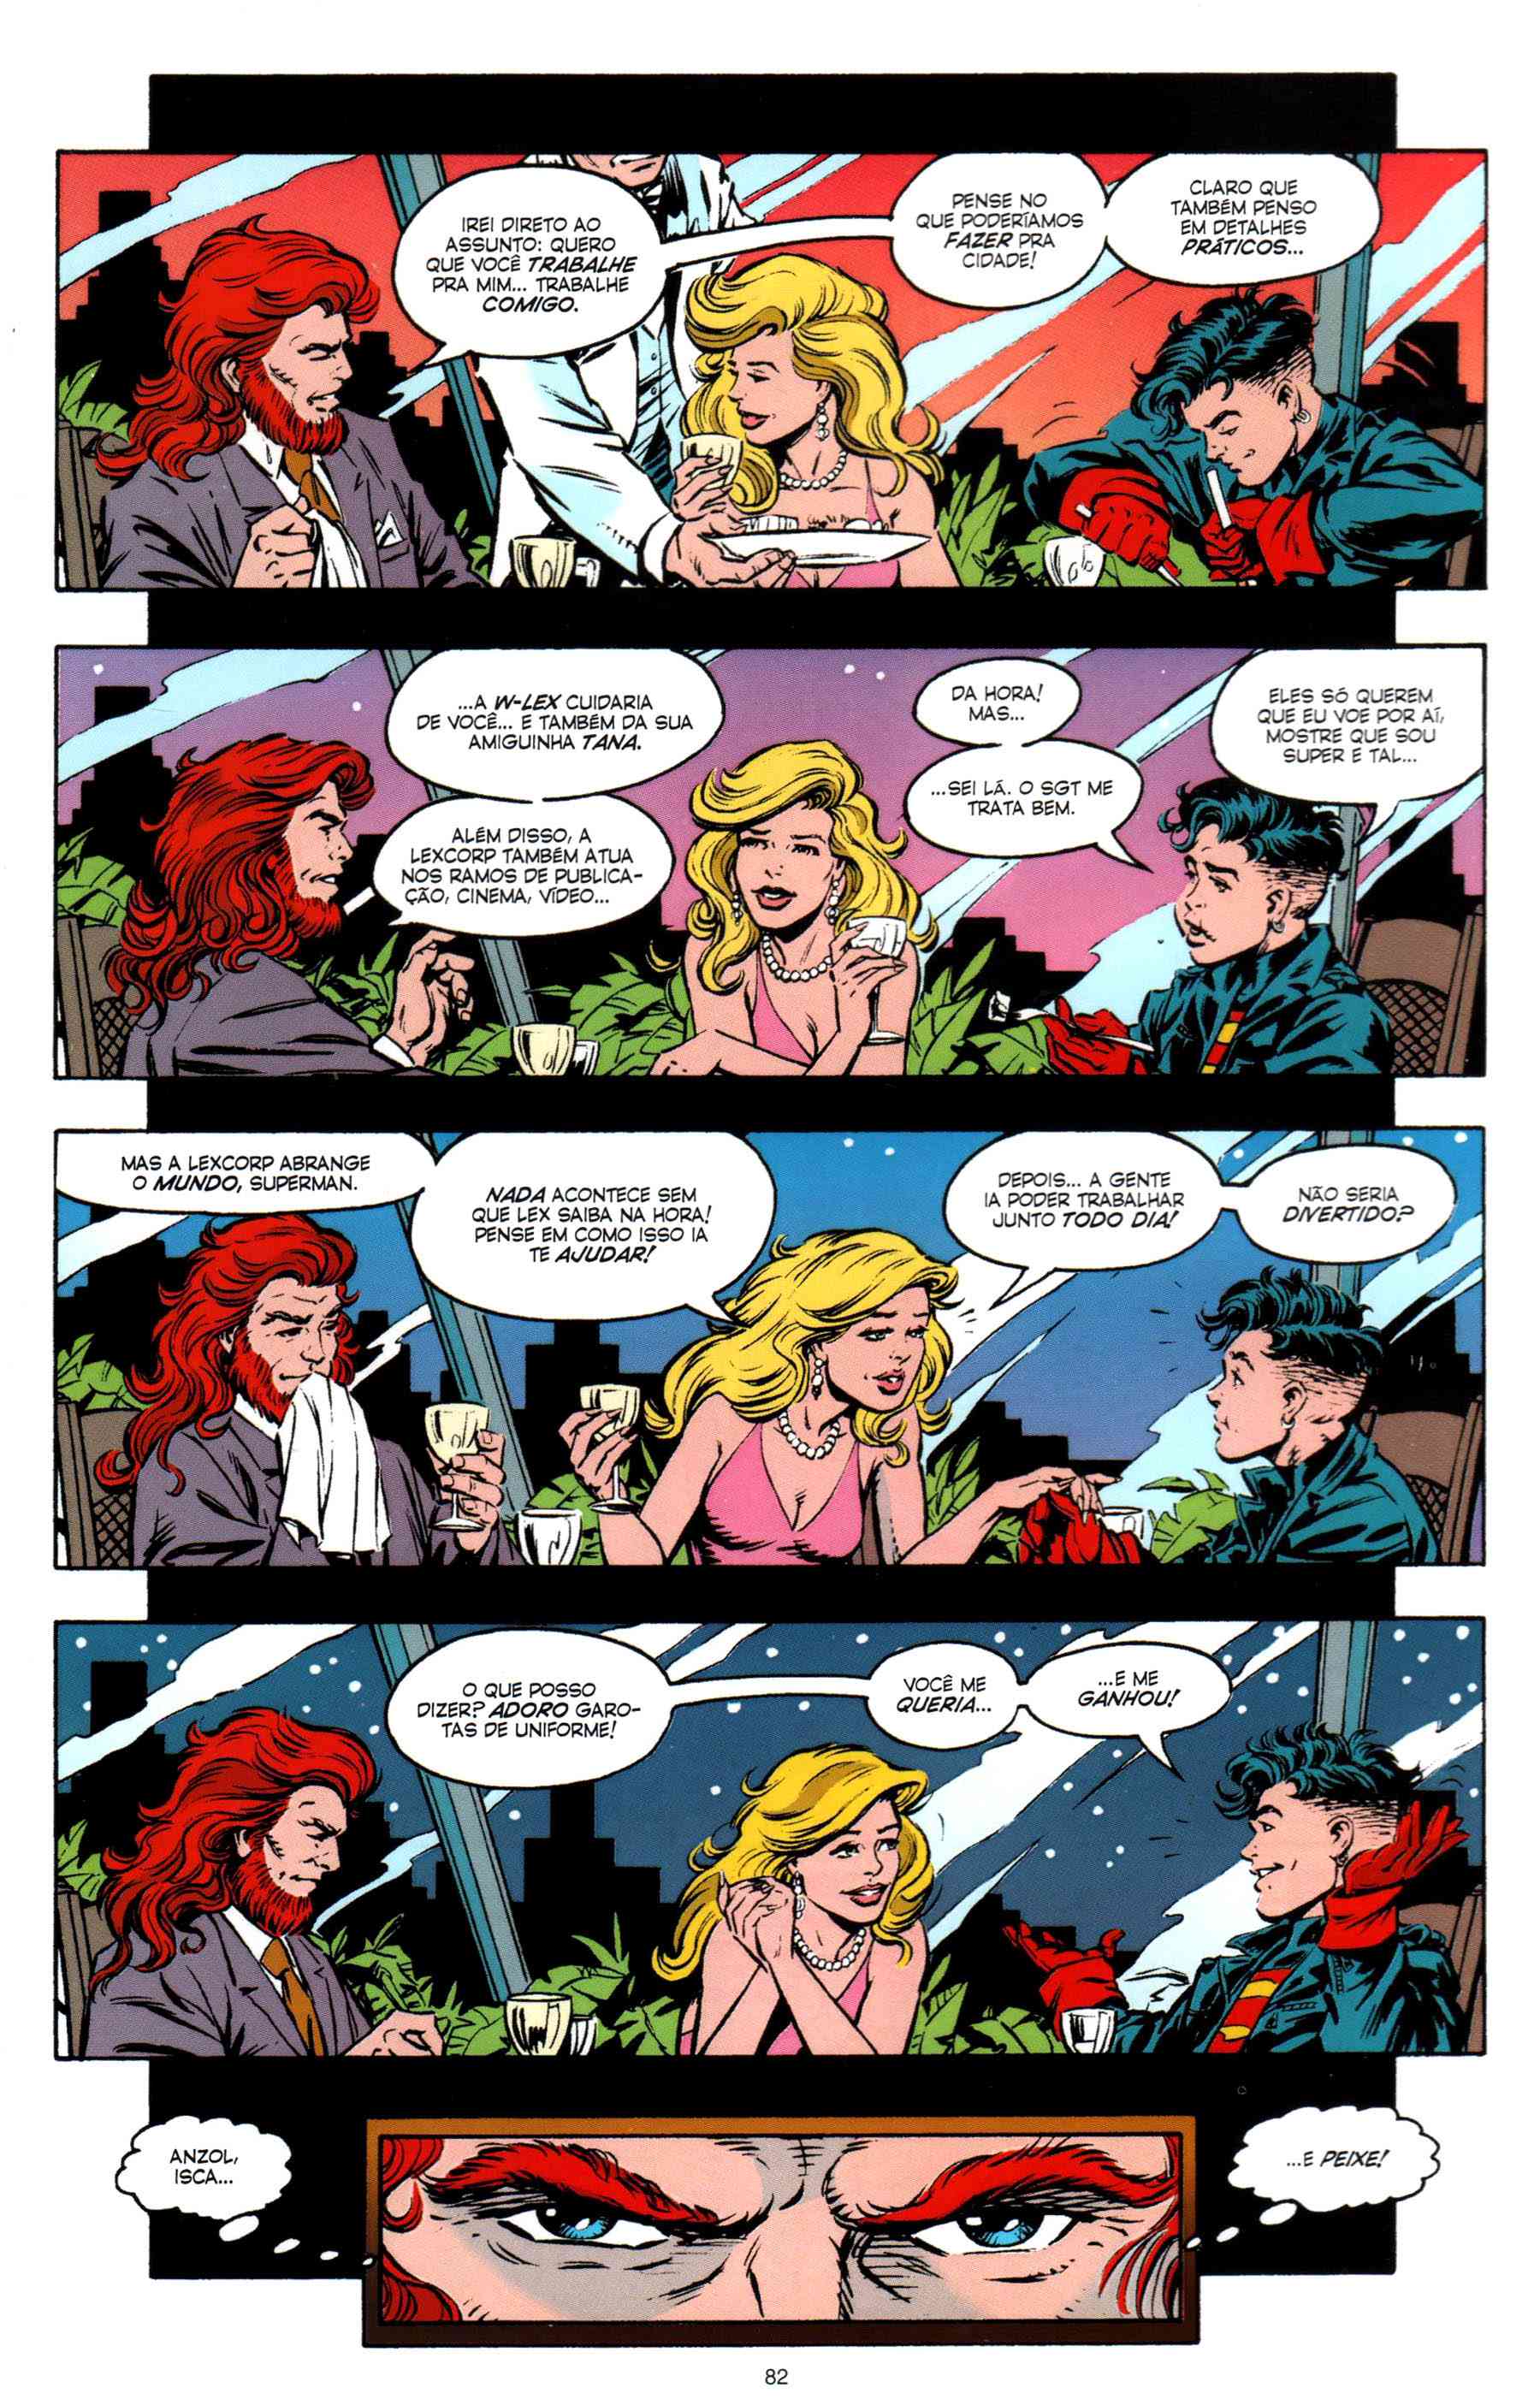 IREI DIRETO AO
ASSUNTO: QUERO
QUE VOCÊ TRABALHE
PRA MIM... TRABALHE
COMIGO.
PENSE NO
QUE PODERÍAMOS
FAZER PRA
CIDADE!
CLARO QUE
TAMBÉM PENSO
EM DETALHES
PRÁTICOS...
...A W-LEX CUIDARIA
DE VOCÊ... E TAMBÉM DA SUA
AMIGUINHA TANA.
ALÉM DISSO, A
LEXCORP TAMBÉM ATUA
NOS RAMOS DE PUBLICA-
ÇÃO, CINEMA, VÍDEO...
DA HORA!
MAS...
...SEI LÁ. O SGT ME
TRATA BEM.
ELES SÓ QUEREM
QUE EU VOE POR AÍ,
MOSTRE QUE SOU
SUPER E TAL...
MAS A LEXCORP ABRANGE
O MUNDO, SUPERMAN.
NADA ACONTECE SEM
QUE LEX SAIBA NA HORA!
PENSE EM COMO ISSO IA
TE AJUDAR!
DEPOIS... A GENTE
IA PODER TRABALHAR
JUNTO TODO DIA!
NÃO SERIA
DIVERTIDO?
O QUE POSSO
DIZER? ADORO GARO-
TAS DE UNIFORME!
VOCÊ ME
QUERIA...
...E ME
GANHOU!
ANZOL,
ISCA...
...E PEIXE!
82